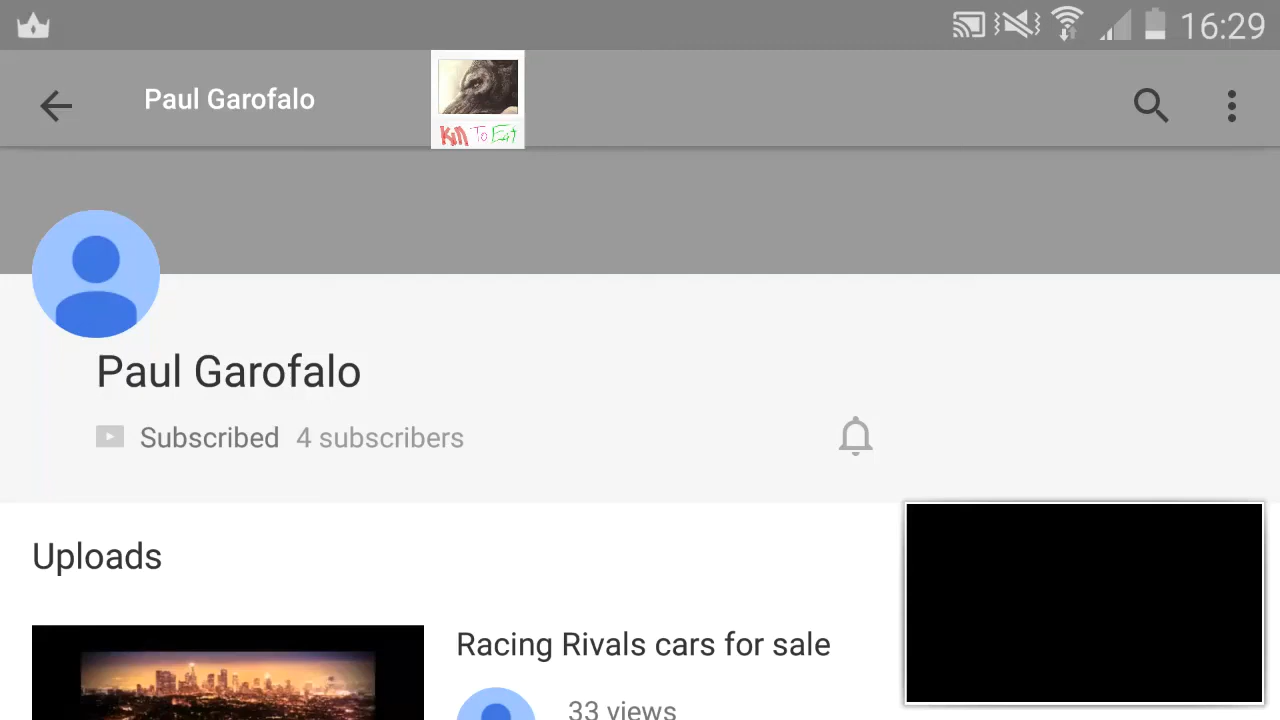 16:29
Paul Garofalo
Kill To Eat
Paul Garofalo
Subscribed 4 subscribers
Uploads
Racing Rivals cars for sale
33 views